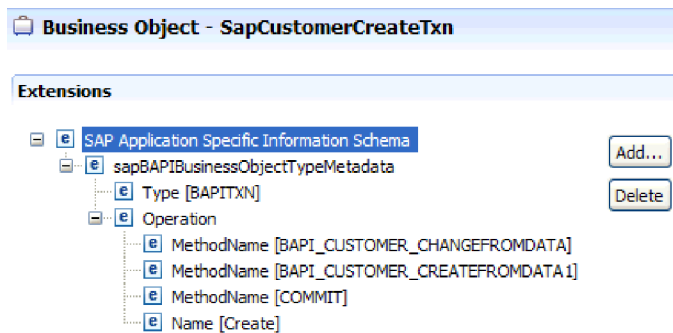 Business Object - SapCustomerCreateTxn
Extensions
e SAP Application Specific Information Schema
Add...
e sapBAPIBusinessObjectTypeMetadata
e Type [BAPITXN]
Delete
e Operation
e MethodName [BAPI_CUSTOMER_CHANGEFROMDATA]
e MethodName [BAPI_CUSTOMER_CREATEFROMDATA1]
e MethodName [COMMIT]
e Name [Create]